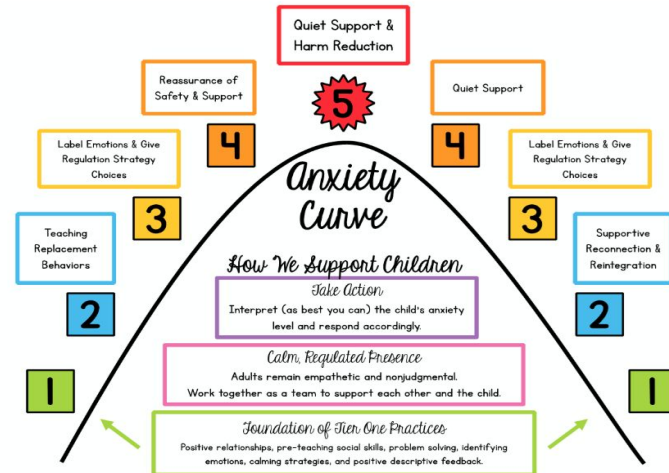 Quiet Support &
Harm Reduction
Reassurance of
Safety & Support
5
Quiet Support
4
4
Label Emotions & Give
Regulation Strategy
Choices
Label Emotions & Give
Regulation Strategy
Choices
Anxiety
Curve
3
3
Teaching
Replacement
Behaviors
Supportive
Reconnection &
Reintegration
How We Support Children
2
2
Take Action
Interpret (as best you can) the child's anxiety
level and respond accordingly.
Calm, Regulated Presence
Adults remain empathetic and nonjudgmental.
Work together as a team to support each other and the child.
1
1
Foundation of Tier One Practices
Positive relationships, pre-teaching social skills, problem solving, identifying
emotions, calming strategies, and positive descriptive feedback.